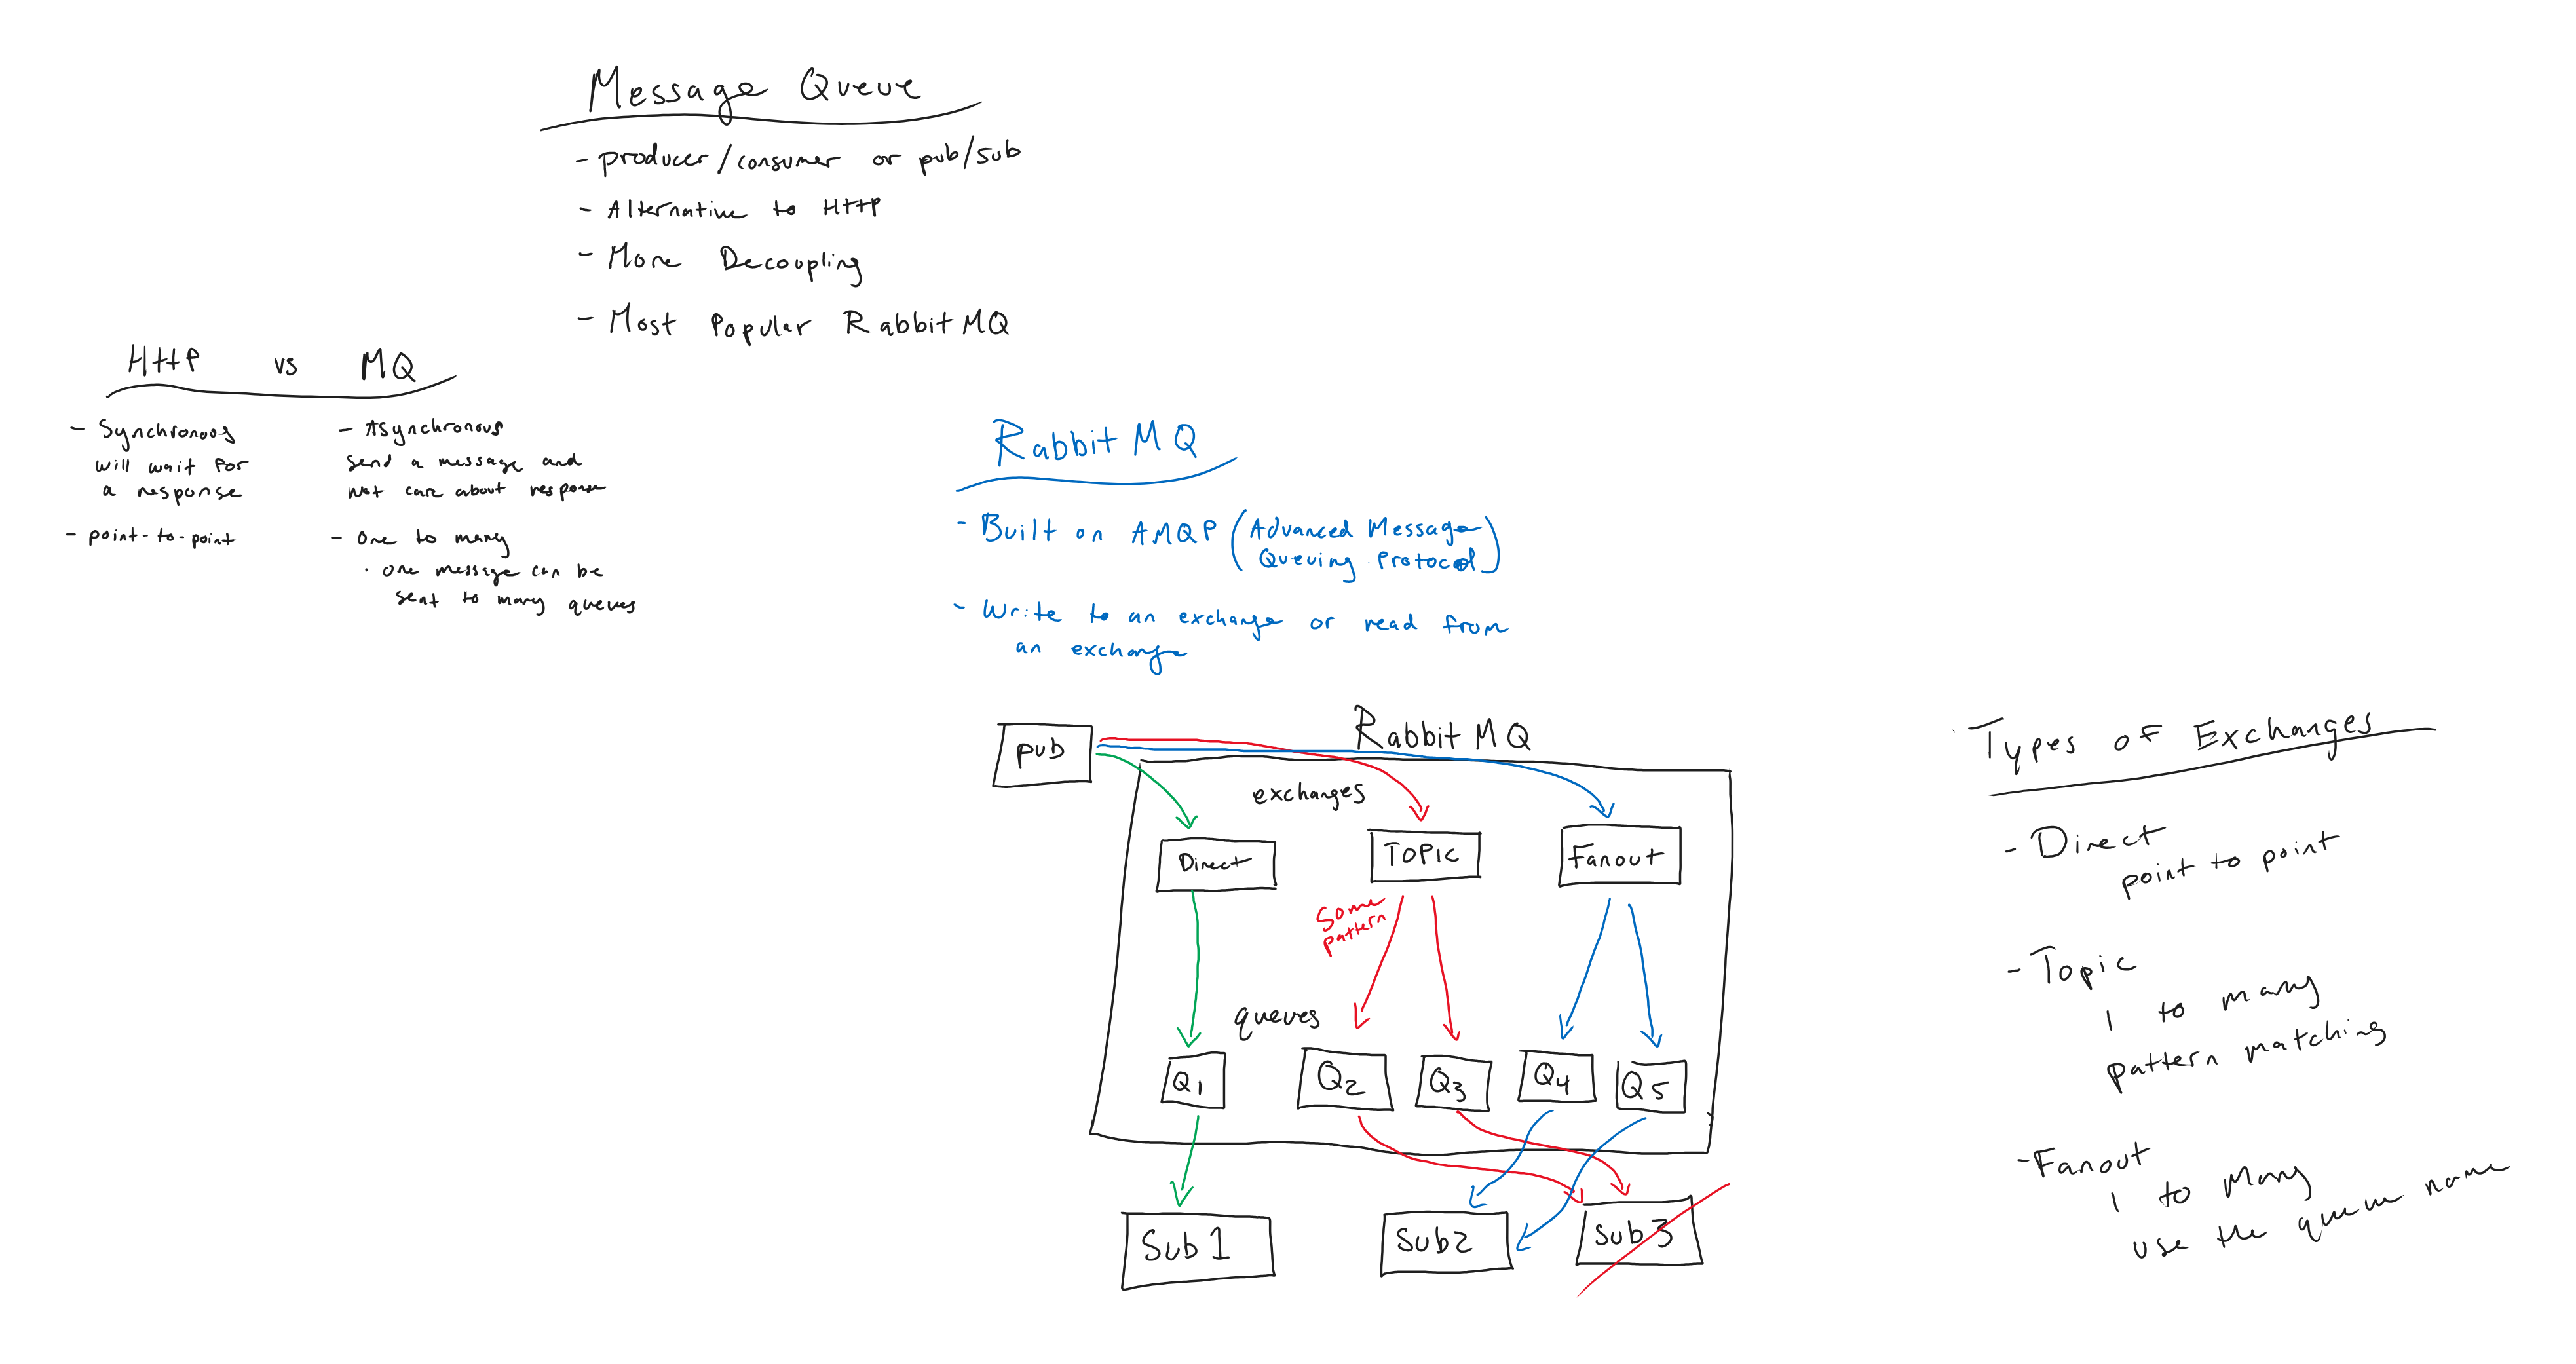 Message Queue
- producer/consumer or pub/sub
- Alternative to HTTP
- More Decoupling
- Most Popular RabbitMQ
HTTP vs MQ
- Synchronous
will wait for
a response
- point-to-point
- Asynchronous
send a message and
not care about response
- One to many
· one message can be
sent to many queues
RabbitMQ
- Built on AMQP (Advanced Message
Queuing Protocol)
- Write to an exchange or read from
an exchange
RabbitMQ
pub
exchanges
Direct
TOPIC
Fanout
Some
pattern
queues
Q1
Q2
Q3
Q4
Q5
Sub1
Sub2
Sub3
Types of Exchanges
- Direct
point to point
- Topic
1 to many
pattern matching
- Fanout
1 to Many
use the queue name